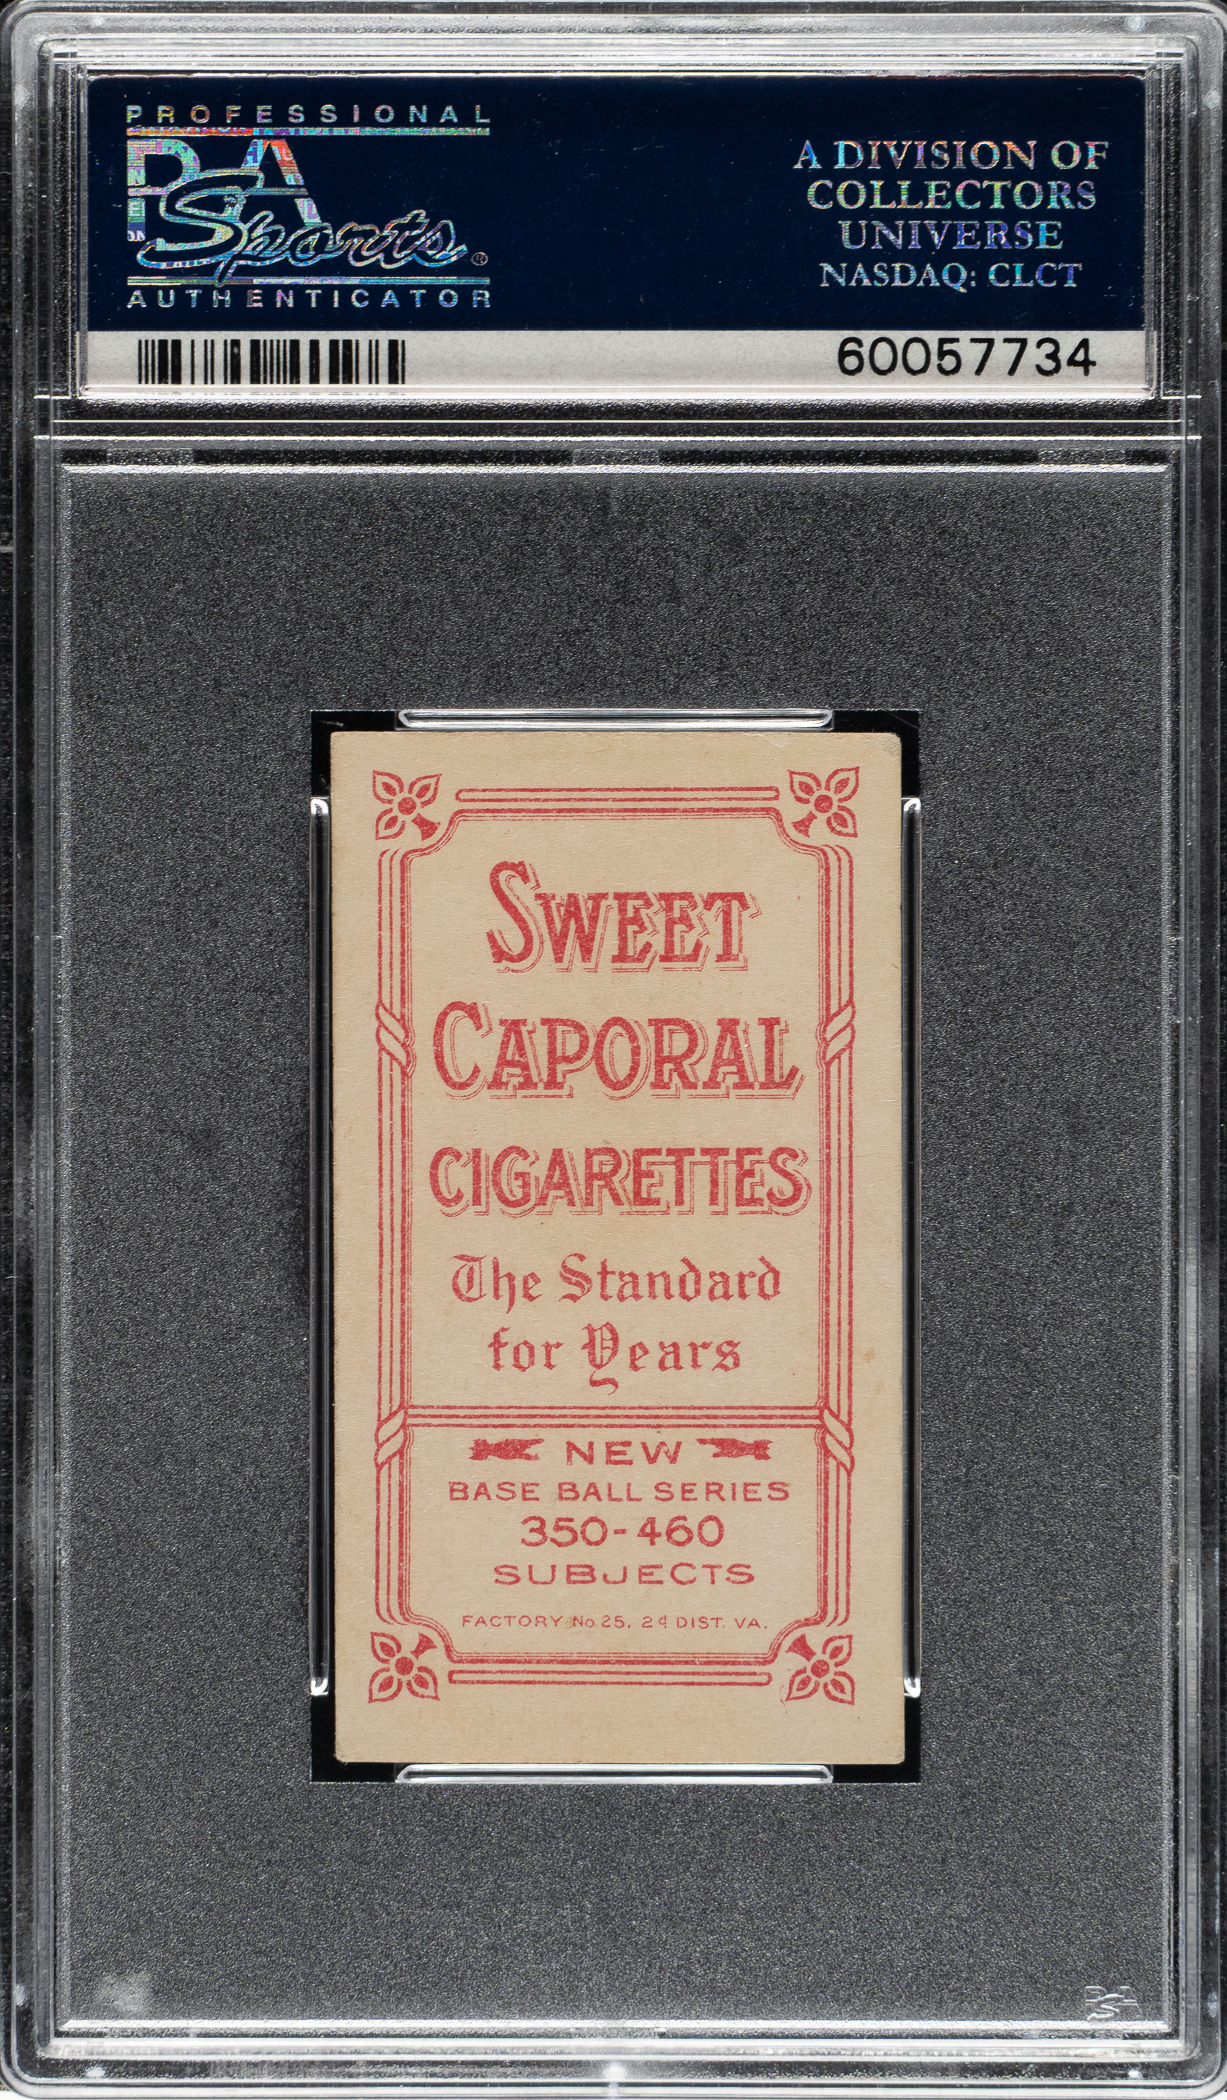 PROFESSIONAL
PSA
Sports®
AUTHENTICATOR
A DIVISION OF
COLLECTORS
UNIVERSE
NASDAQ: CLCT
60057734
SWEET
CAPORAL
CIGARETTES
The Standard
for Years
NEW
BASE BALL SERIES
350-460
SUBJECTS
FACTORY No 25, 2d DIST. VA.
PSA